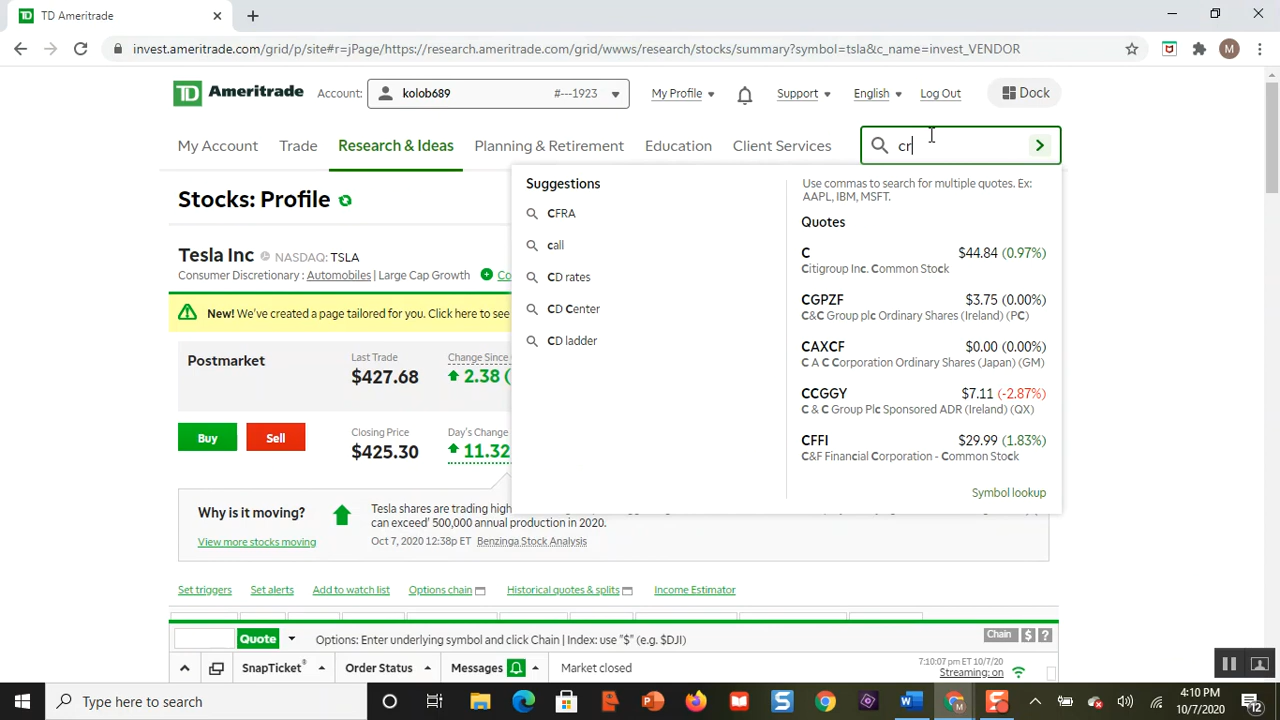 TD Ameritrade
invest.ameritrade.com/grid/p/site#r=jPage/https://research.ameritrade.com/grid/wwws/research/stocks/summary?symbol=tsla&c_name=invest_VENDOR
M
TD Ameritrade
Account:
kolob689 #---1923
My Profile
Support
English
Log Out
Dock
My Account
Trade
Research & Ideas
Planning & Retirement
Education
Client Services
cr
Suggestions
CFRA
call
CD rates
CD Center
CD ladder
Use commas to search for multiple quotes. Ex:
AAPL, IBM, MSFT.
Quotes
C $44.84 (0.97%)
Citigroup Inc. Common Stock
CGPZF $3.75 (0.00%)
C&C Group plc Ordinary Shares (Ireland) (PC)
CAXCF $0.00 (0.00%)
C A C Corporation Ordinary Shares (Japan) (GM)
CCGGY $7.11 (-2.87%)
C & C Group Plc Sponsored ADR (Ireland) (QX)
CFFI $29.99 (1.83%)
C&F Financial Corporation - Common Stock
Symbol lookup
Stocks: Profile
Tesla Inc NASDAQ: TSLA
Consumer Discretionary : Automobiles | Large Cap Growth
Co
New! We've created a page tailored for you. Click here to see
Postmarket
Last Trade
$427.68
Change Since
2.38 (
Buy
Sell
Closing Price
$425.30
Day's Change
11.32
Why is it moving?
View more stocks moving
Tesla shares are trading high
can exceed' 500,000 annual production in 2020.
Oct 7, 2020 12:38p ET Benzinga Stock Analysis
Set triggers
Set alerts
Add to watch list
Options chain
Historical quotes & splits
Income Estimator
Quote
Options: Enter underlying symbol and click Chain | Index: use "$" (e.g. $DJI)
Chain $ ?
SnapTicket®
Order Status
Messages
Market closed
7:10:07 pm ET 10/7/20
Streaming: on
Type here to search
4:10 PM
10/7/2020
12